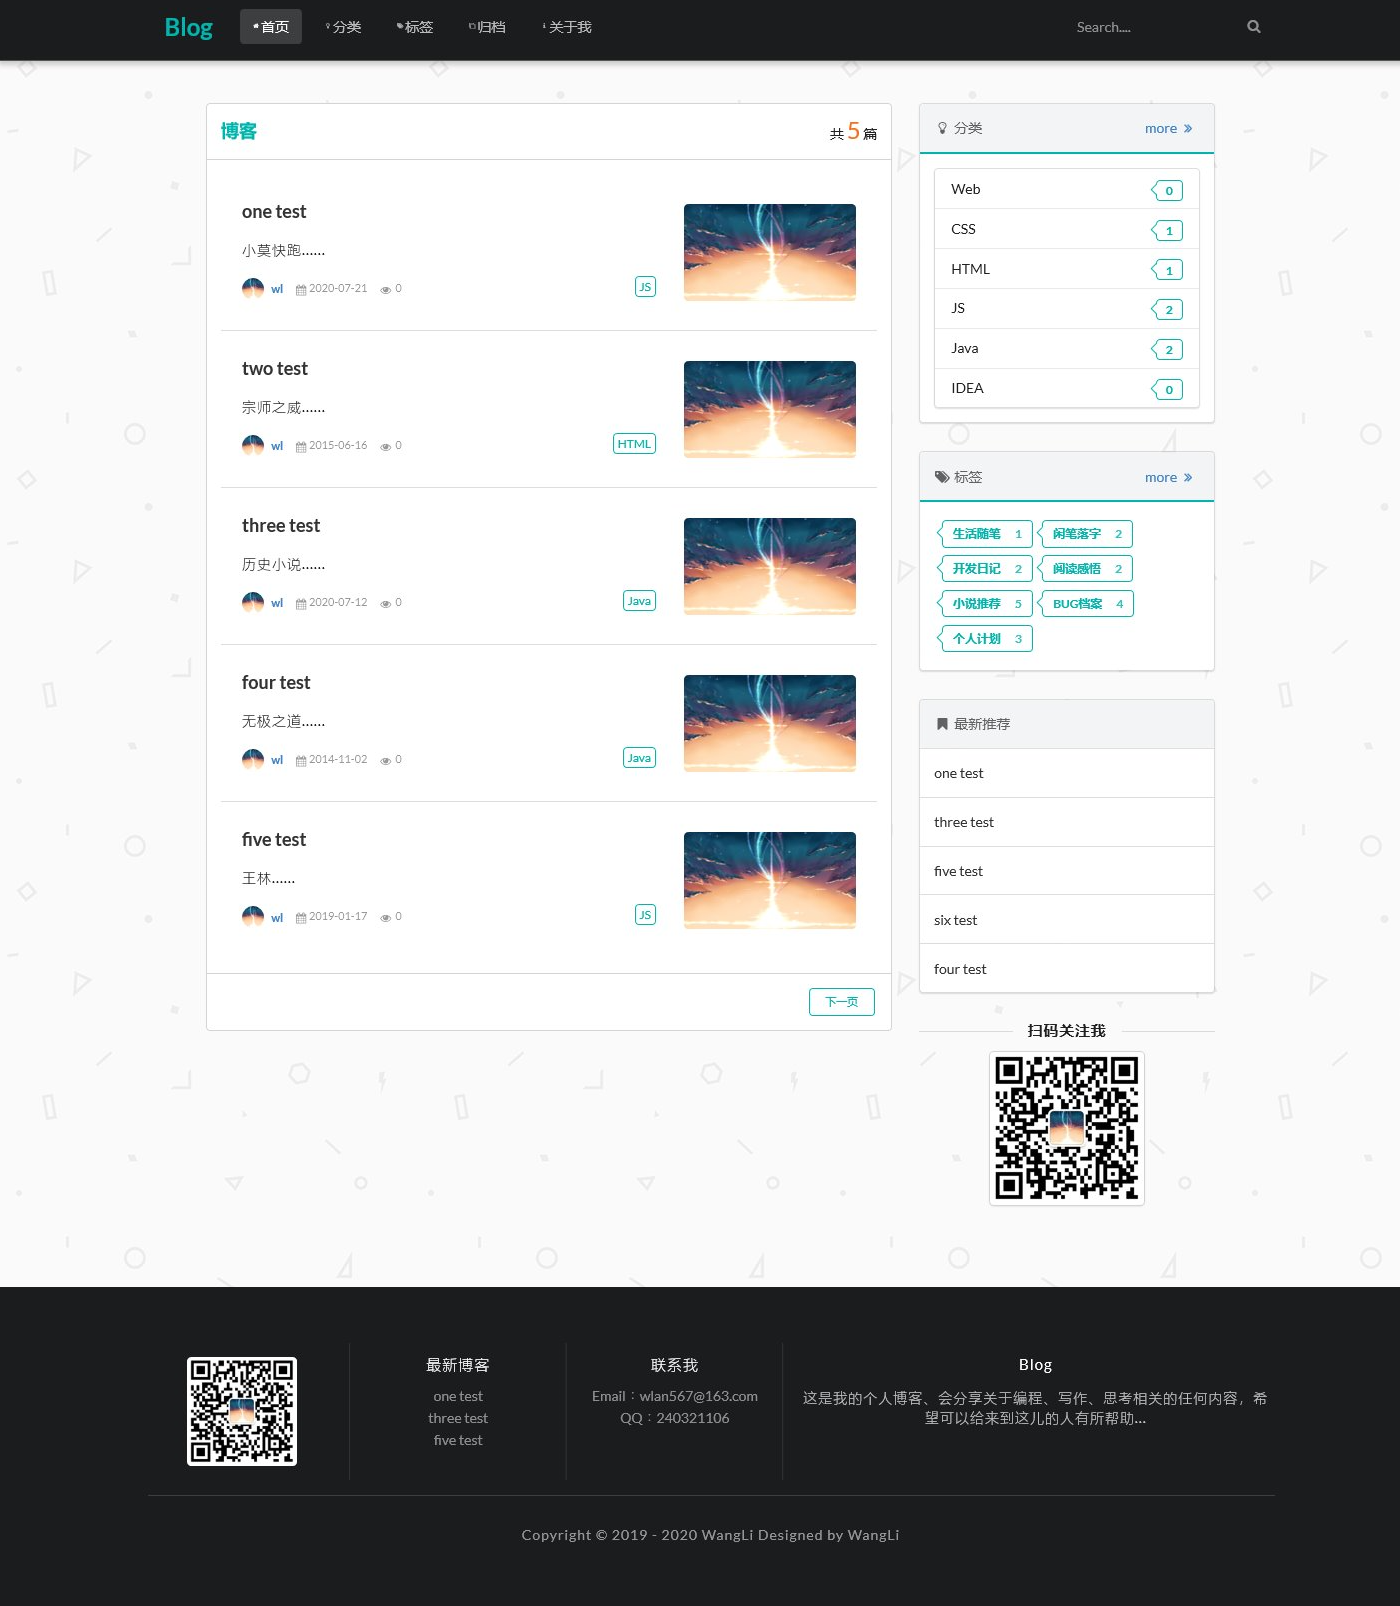 Blog 首页 分类 标签 归档 关于我 Search....
博客 共 5 篇
one test
小莫快跑......
wl 2020-07-21 0 JS
two test
宗师之威......
wl 2015-06-16 0 HTML
three test
历史小说......
wl 2020-07-12 0 Java
four test
无极之道......
wl 2014-11-02 0 Java
five test
王林......
wl 2019-01-17 0 JS
下一页
分类 more
Web 0
CSS 1
HTML 1
JS 2
Java 2
IDEA 0
标签 more
生活随笔 1 闲笔落字 2
开发日记 2 阅读感悟 2
小说推荐 5 BUG档案 4
个人计划 3
最新推荐
one test
three test
five test
six test
four test
扫码关注我
最新博客
one test
three test
five test
联系我
Email：wlan567@163.com
QQ：240321106
Blog
这是我的个人博客、会分享关于编程、写作、思考相关的任何内容，希
望可以给来到这儿的人有所帮助...
Copyright © 2019 - 2020 WangLi Designed by WangLi